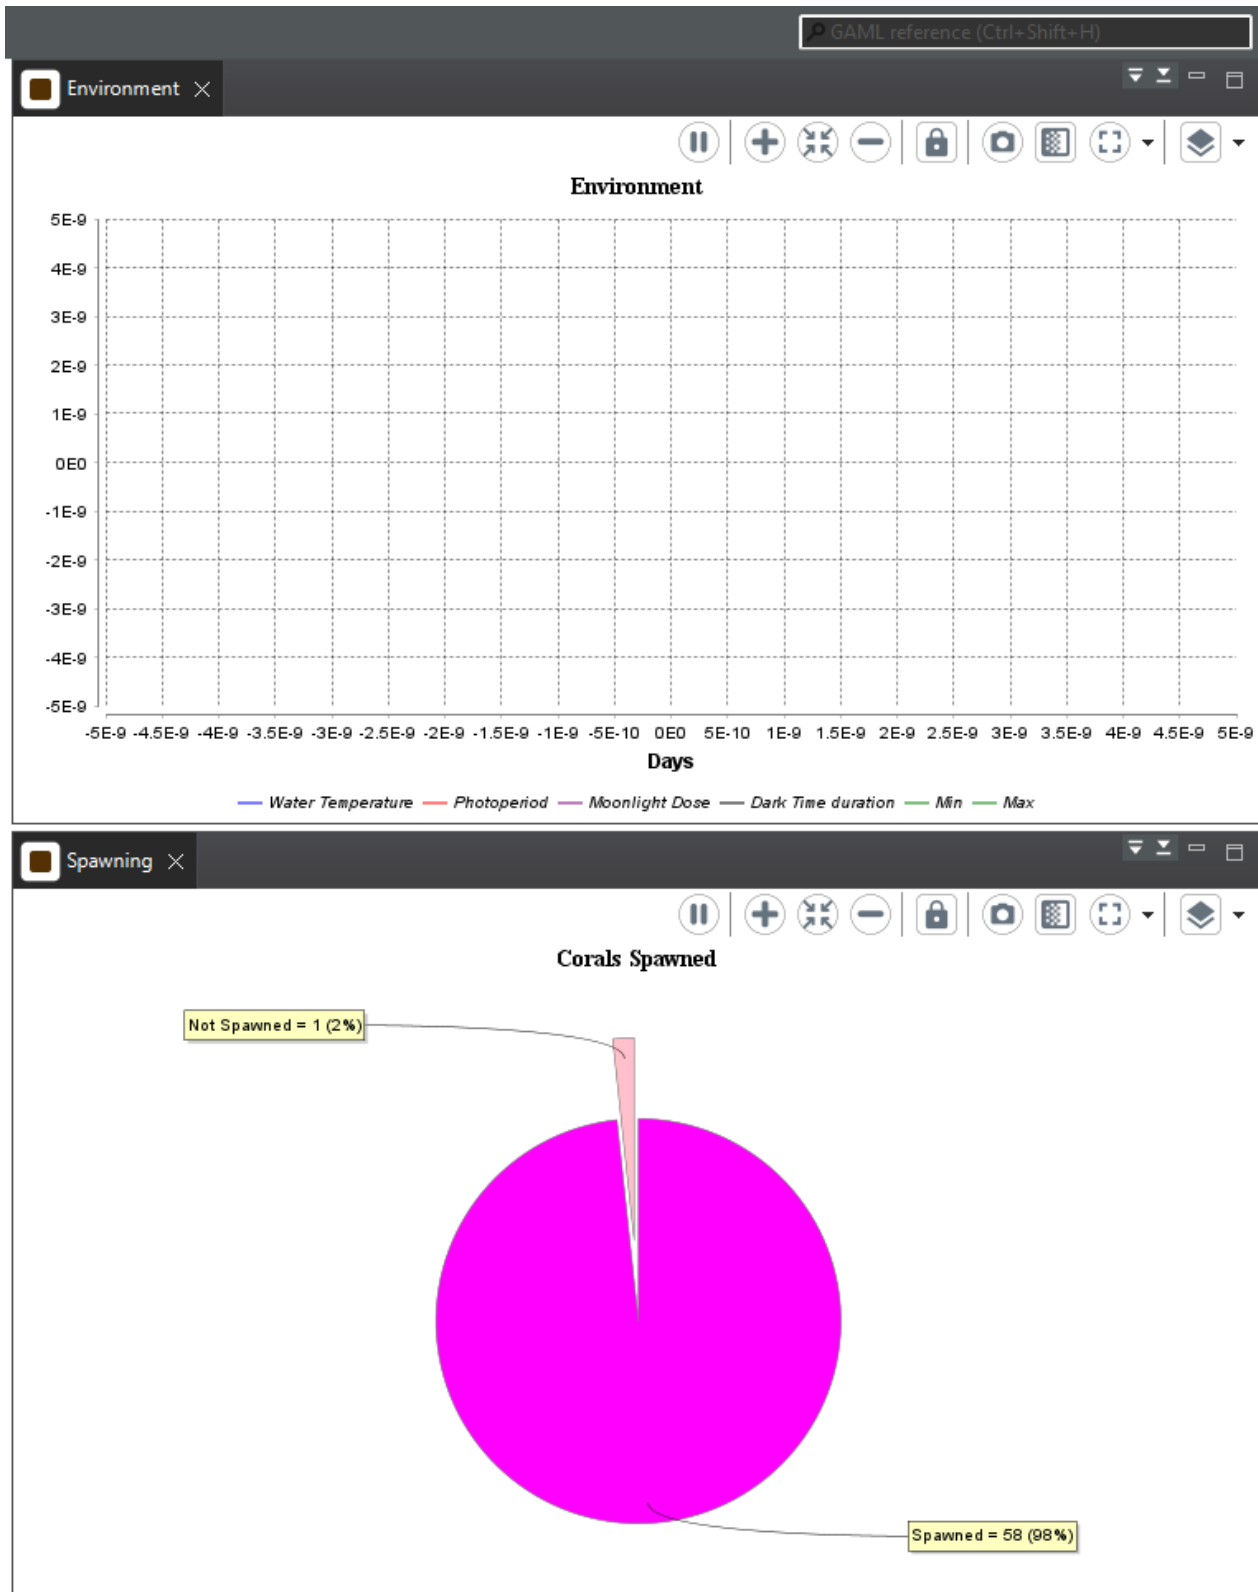 GAML reference (Ctrl+Shift+H)
Environment
Environment
5E-9
4E-9
3E-9
2E-9
1E-9
0E0
-1E-9
-2E-9
-3E-9
-4E-9
-5E-9
-5E-9 -4.5E-9 -4E-9 -3.5E-9 -3E-9 -2.5E-9 -2E-9 -1.5E-9 -1E-9 -5E-10 0E0 5E-10 1E-9 1.5E-9 2E-9 2.5E-9 3E-9 3.5E-9 4E-9 4.5E-9 5E-9
Days
Water Temperature Photoperiod Moonlight Dose Dark Time duration Min Max
Spawning
Corals Spawned
Not Spawned = 1 (2%)
Spawned = 58 (98%)